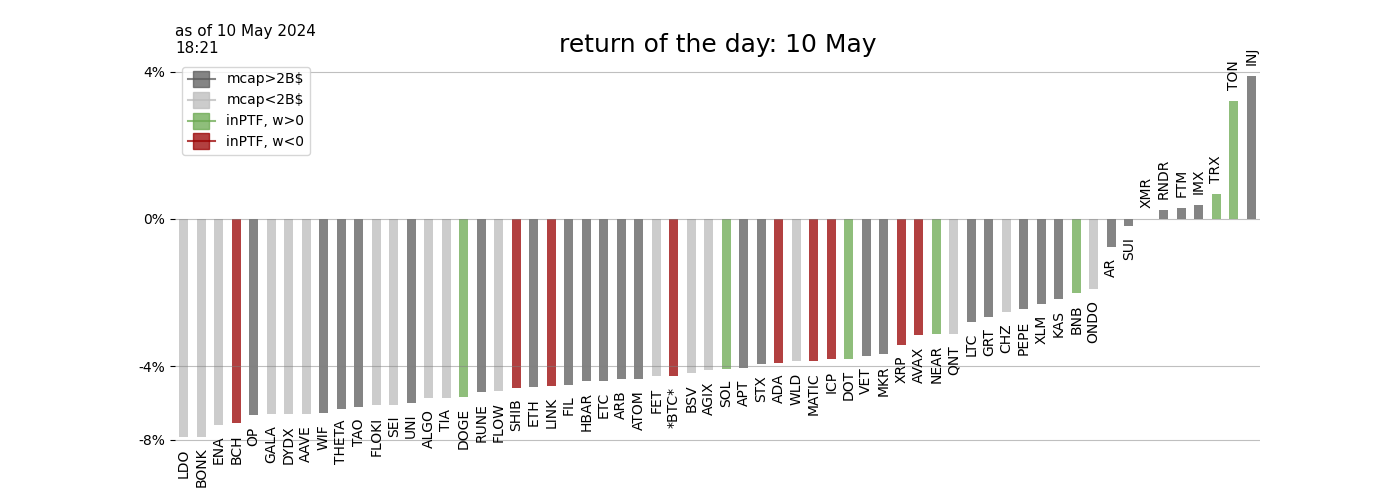 as of 10 May 2024
18:21
return of the day: 10 May
mcap>2B$
mcap<2B$
inPTF, w>0
inPTF, w<0
4%
0%
-4%
-8%
LDO
BONK
ENA
BCH
OP
GALA
DYDX
AAVE
WIF
THETA
TAO
FLOKI
SEI
UNI
ALGO
TIA
DOGE
RUNE
FLOW
SHIB
ETH
LINK
FIL
HBAR
ETC
ARB
ATOM
FET
*BTC*
BSV
AGIX
SOL
APT
STX
ADA
WLD
MATIC
ICP
DOT
VET
MKR
XRP
AVAX
NEAR
QNT
LTC
GRT
CHZ
PEPE
XLM
KAS
BNB
ONDO
AR
SUI
XMR
RNDR
FTM
IMX
TRX
TON
INJ